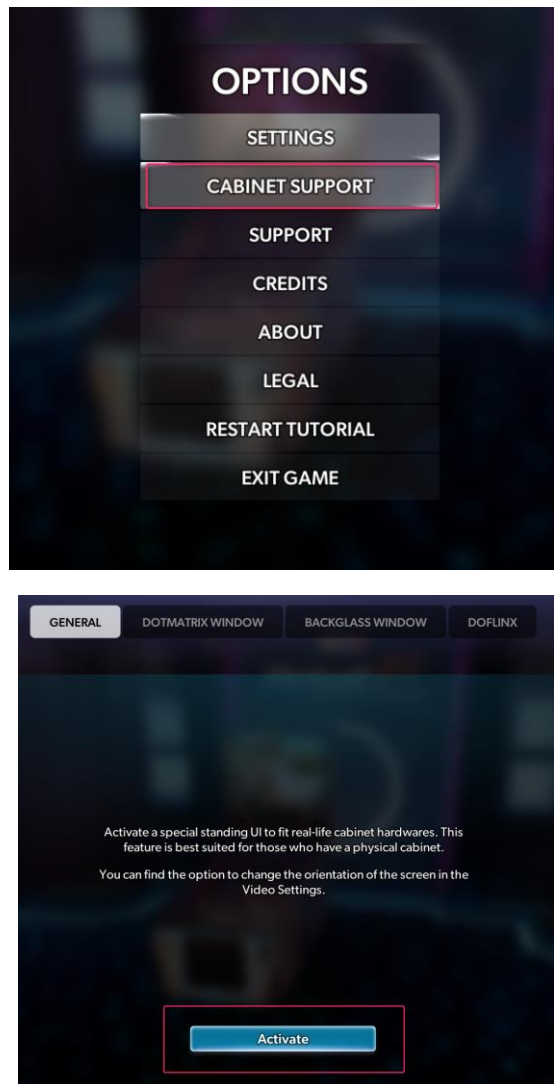 OPTIONS
SETTINGS
CABINET SUPPORT
SUPPORT
CREDITS
ABOUT
LEGAL
RESTART TUTORIAL
EXIT GAME
GENERAL DOTMATRIX WINDOW BACKGLASS WINDOW DOFLINX
Activate a special standing UI to fit real-life cabinet hardwares. This
feature is best suited for those who have a physical cabinet.
You can find the option to change the orientation of the screen in the
Video Settings.
Activate